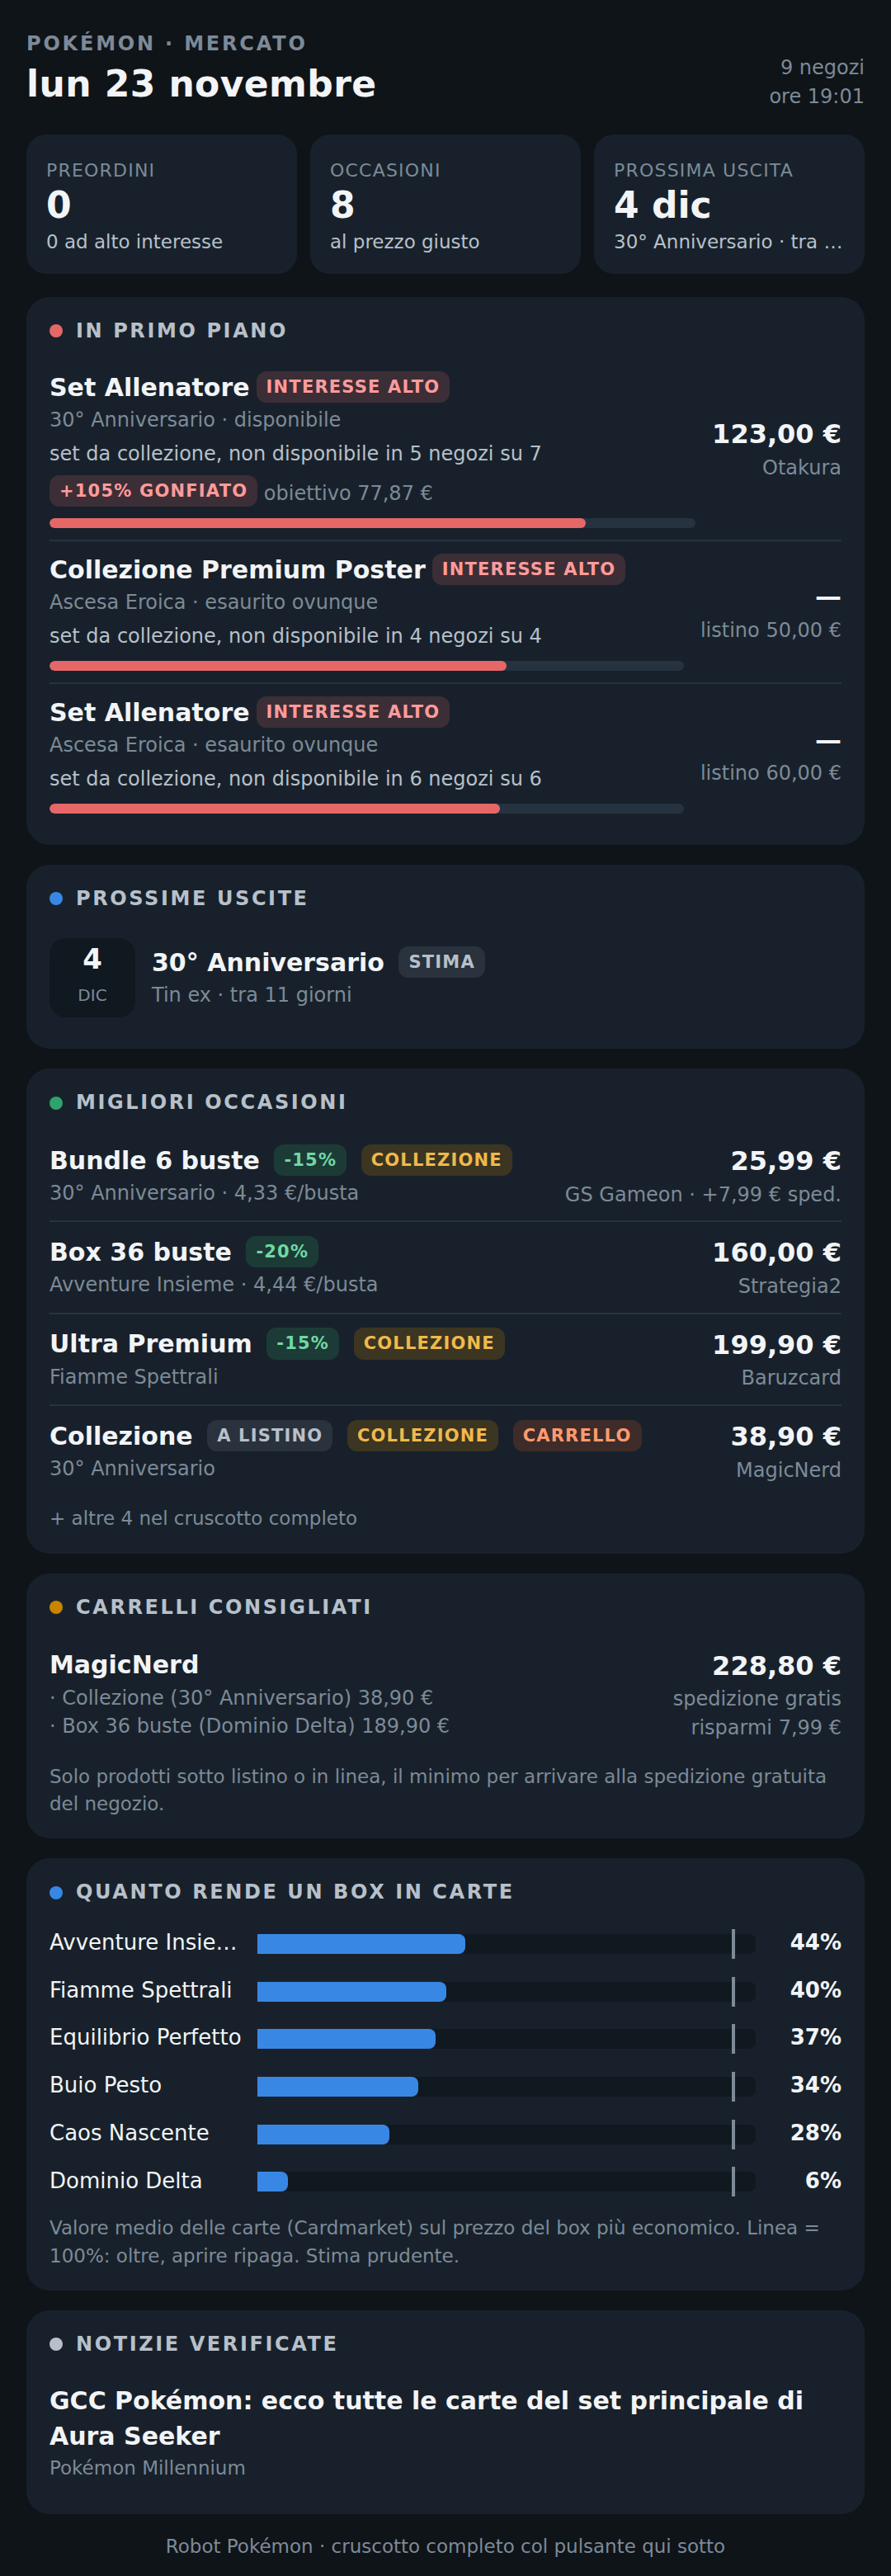 POKÉMON · MERCATO
lun 23 novembre
9 negozi
ore 19:01
PREORDINI
0
0 ad alto interesse
OCCASIONI
8
al prezzo giusto
PROSSIMA USCITA
4 dic
30° Anniversario · tra …
IN PRIMO PIANO
Set Allenatore INTERESSE ALTO
30° Anniversario · disponibile
set da collezione, non disponibile in 5 negozi su 7
+105% GONFIATO obiettivo 77,87 €
123,00 €
Otakura
Collezione Premium Poster INTERESSE ALTO
Ascesa Eroica · esaurito ovunque
set da collezione, non disponibile in 4 negozi su 4
—
listino 50,00 €
Set Allenatore INTERESSE ALTO
Ascesa Eroica · esaurito ovunque
set da collezione, non disponibile in 6 negozi su 6
—
listino 60,00 €
PROSSIME USCITE
4
DIC
30° Anniversario STIMA
Tin ex · tra 11 giorni
MIGLIORI OCCASIONI
Bundle 6 buste -15% COLLEZIONE
30° Anniversario · 4,33 €/busta
25,99 €
GS Gameon · +7,99 € sped.
Box 36 buste -20%
Avventure Insieme · 4,44 €/busta
160,00 €
Strategia2
Ultra Premium -15% COLLEZIONE
Fiamme Spettrali
199,90 €
Baruzcard
Collezione A LISTINO COLLEZIONE CARRELLO
30° Anniversario
38,90 €
MagicNerd
+ altre 4 nel cruscotto completo
CARRELLI CONSIGLIATI
MagicNerd
· Collezione (30° Anniversario) 38,90 €
· Box 36 buste (Dominio Delta) 189,90 €
228,80 €
spedizione gratis
risparmi 7,99 €
Solo prodotti sotto listino o in linea, il minimo per arrivare alla spedizione gratuita
del negozio.
QUANTO RENDE UN BOX IN CARTE
Avventure Insie… 44%
Fiamme Spettrali 40%
Equilibrio Perfetto 37%
Buio Pesto 34%
Caos Nascente 28%
Dominio Delta 6%
Valore medio delle carte (Cardmarket) sul prezzo del box più economico. Linea =
100%: oltre, aprire ripaga. Stima prudente.
NOTIZIE VERIFICATE
GCC Pokémon: ecco tutte le carte del set principale di
Aura Seeker
Pokémon Millennium
Robot Pokémon · cruscotto completo col pulsante qui sotto